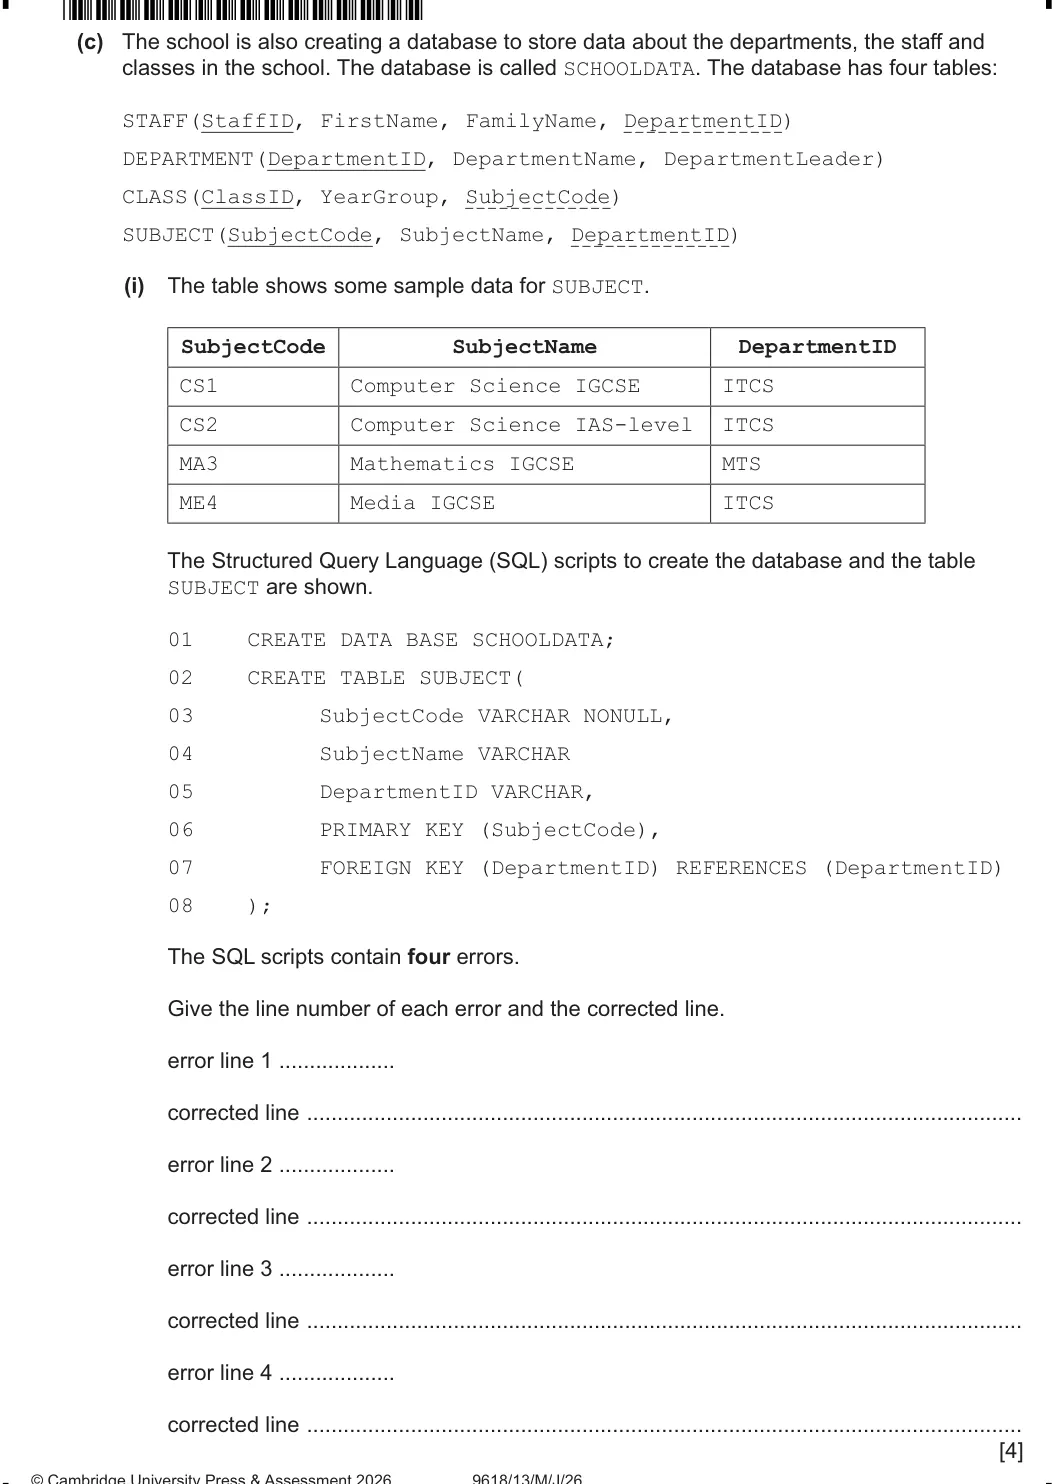 (c) The school is also creating a database to store data about the departments, the staff and
classes in the school. The database is called SCHOOLDATA. The database has four tables:
STAFF(StaffID, FirstName, FamilyName, DepartmentID)
DEPARTMENT(DepartmentID, DepartmentName, DepartmentLeader)
CLASS(ClassID, YearGroup, SubjectCode)
SUBJECT(SubjectCode, SubjectName, DepartmentID)
(i) The table shows some sample data for SUBJECT.
SubjectCode SubjectName DepartmentID
CS1 Computer Science IGCSE ITCS
CS2 Computer Science IAS-level ITCS
MA3 Mathematics IGCSE MTS
ME4 Media IGCSE ITCS
The Structured Query Language (SQL) scripts to create the database and the table
SUBJECT are shown.
01 CREATE DATA BASE SCHOOLDATA;
02 CREATE TABLE SUBJECT(
03 SubjectCode VARCHAR NONULL,
04 SubjectName VARCHAR
05 DepartmentID VARCHAR,
06 PRIMARY KEY (SubjectCode),
07 FOREIGN KEY (DepartmentID) REFERENCES (DepartmentID)
08 );
The SQL scripts contain four errors.
Give the line number of each error and the corrected line.
error line 1 ...................
corrected line ......................................................................................................................
error line 2 ...................
corrected line ......................................................................................................................
error line 3 ...................
corrected line ......................................................................................................................
error line 4 ...................
corrected line ......................................................................................................................
[4]
© Cambridge University Press & Assessment 2026 9618/13/M/J/26